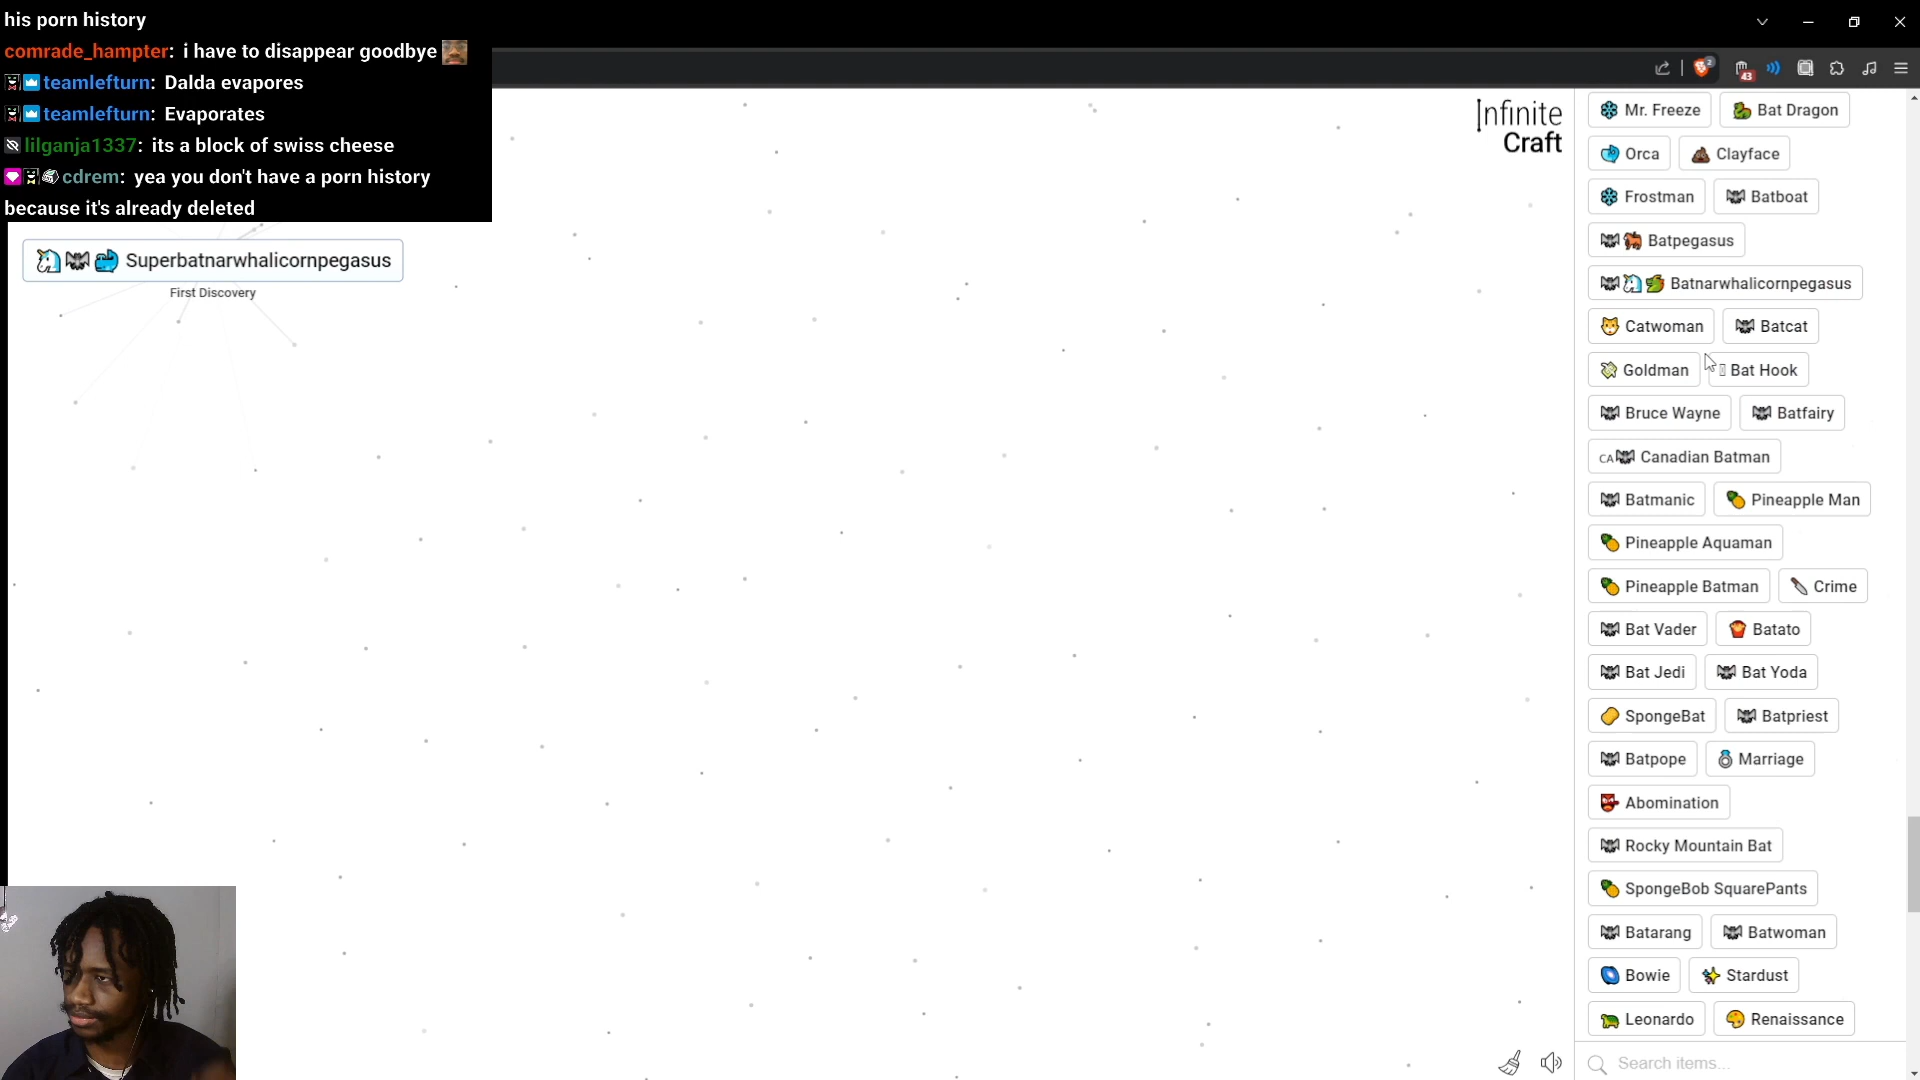 his porn history
comrade_hampter: i have to disappear goodbye
teamlefturn: Dalda evapores
teamlefturn: Evaporates
lilganja1337: its a block of swiss cheese
cdrem: yea you don't have a porn history
because it's already deleted
Superbatnarwhalicornpegasus
First Discovery
Infinite
Craft
2
43
Mr. Freeze Bat Dragon
Orca Clayface
Frostman Batboat
Batpegasus
Batnarwhalicornpegasus
Catwoman Batcat
Goldman Bat Hook
Bruce Wayne Batfairy
CA Canadian Batman
Batmanic Pineapple Man
Pineapple Aquaman
Pineapple Batman Crime
Bat Vader Batato
Bat Jedi Bat Yoda
SpongeBat Batpriest
Batpope Marriage
Abomination
Rocky Mountain Bat
SpongeBob SquarePants
Batarang Batwoman
Bowie Stardust
Leonardo Renaissance
Search items...